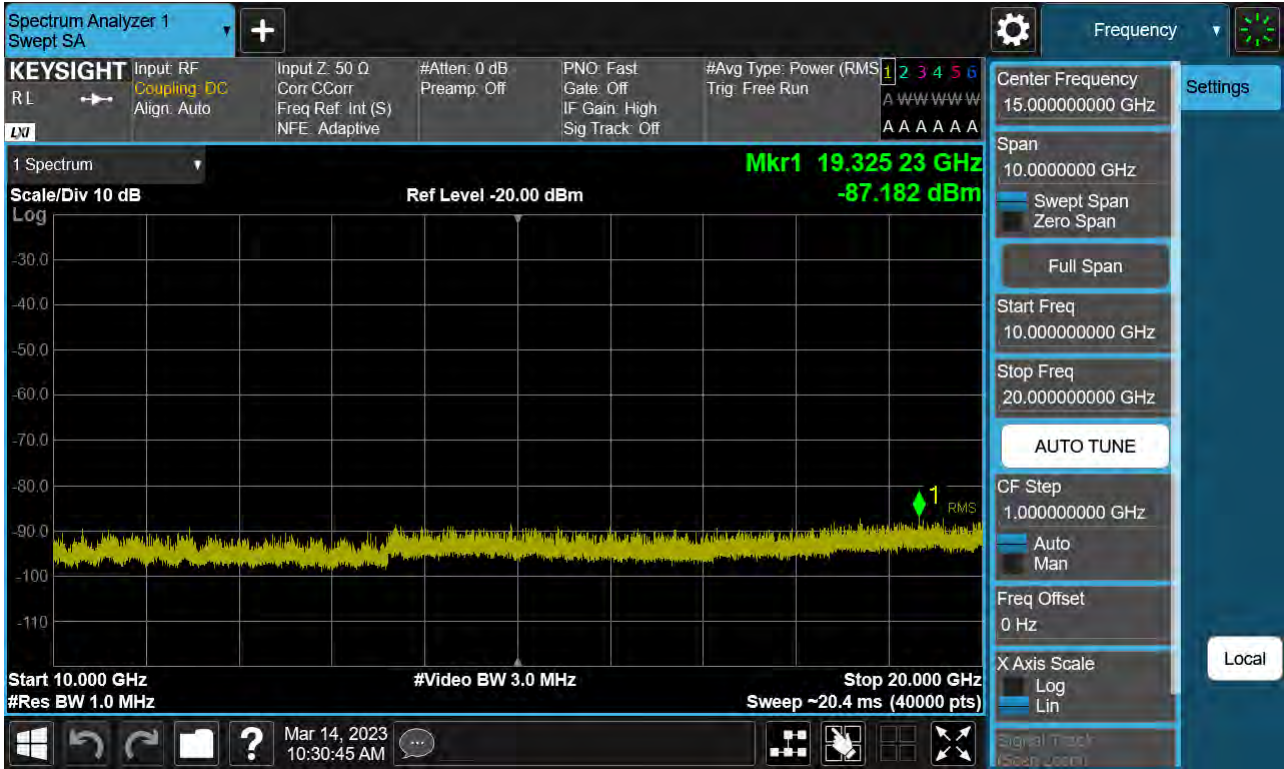 Spectrum Analyzer 1
Swept SA
+
Frequency
KEYSIGHT
R L
LXI
Input: RF
Coupling: DC
Align: Auto
Input Z: 50 Ω
Corr CCorr
Freq Ref: Int (S)
NFE: Adaptive
#Atten: 0 dB
Preamp: Off
PNO: Fast
Gate: Off
IF Gain: High
Sig Track: Off
#Avg Type: Power (RMS
Trig: Free Run
1 2 3 4 5 6
A W W W W W
A A A A A A
1 Spectrum
Scale/Div 10 dB
Log
Ref Level -20.00 dBm
Mkr1 19.325 23 GHz
-87.182 dBm
-30.0
-40.0
-50.0
-60.0
-70.0
-80.0
-90.0
-100
-110
1
RMS
Start 10.000 GHz
#Res BW 1.0 MHz
#Video BW 3.0 MHz
Stop 20.000 GHz
Sweep ~20.4 ms (40000 pts)
?
Mar 14, 2023
10:30:45 AM
Center Frequency
15.000000000 GHz
Span
10.0000000 GHz
Swept Span
Zero Span
Full Span
Start Freq
10.000000000 GHz
Stop Freq
20.000000000 GHz
AUTO TUNE
CF Step
1.000000000 GHz
Auto
Man
Freq Offset
0 Hz
X Axis Scale
Log
Lin
Signal Track
(Span Zoom)
Settings
Local